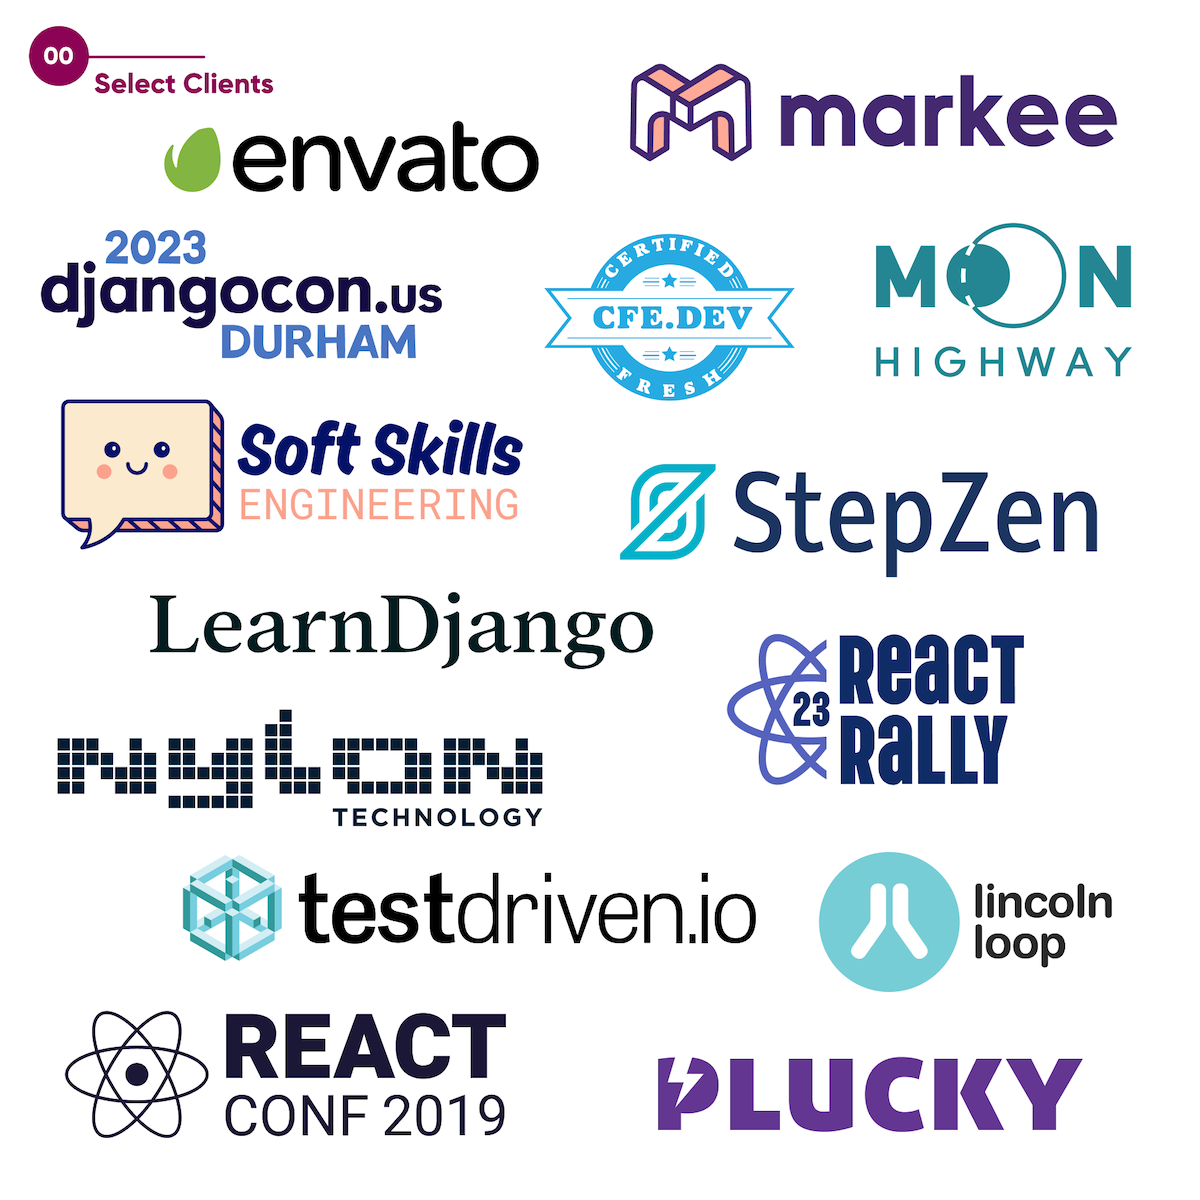 00
Select Clients
envato
markee
2023
djangocon.us
DURHAM
CERTIFIED
CFE.DEV
FRESH
MOON
HIGHWAY
Soft Skills
ENGINEERING
StepZen
LearnDjango
23
React
Rally
nylon
TECHNOLOGY
testdriven.io
lincoln
loop
REACT
CONF 2019
PLUCKY